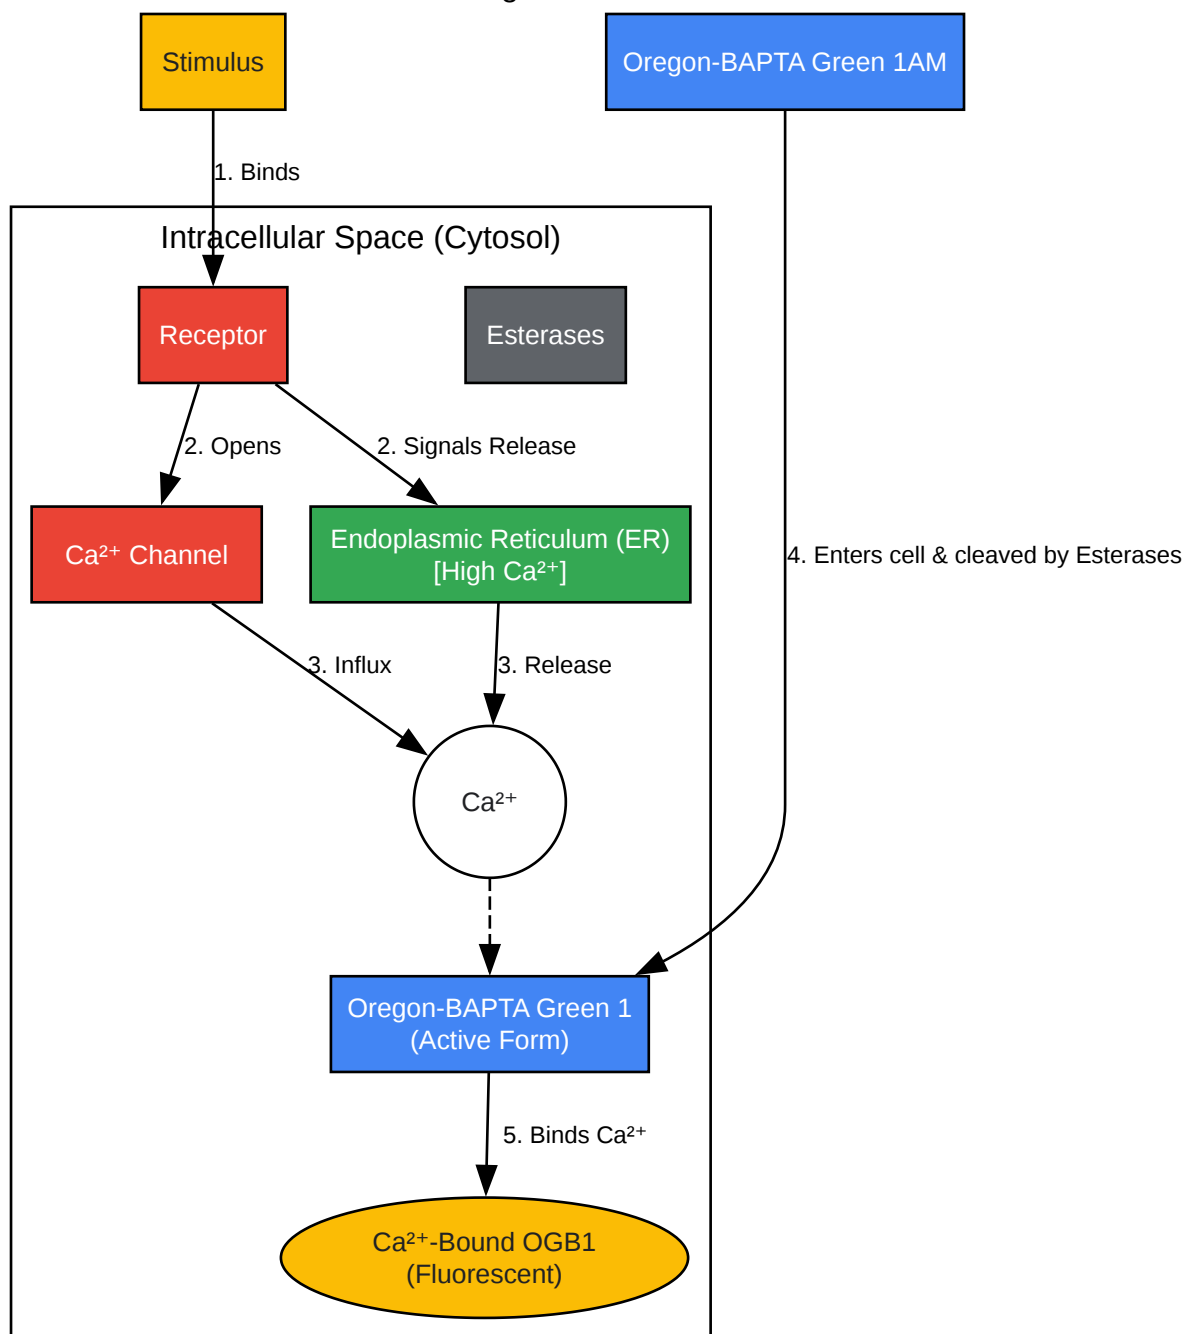 Stimulus
Oregon-BAPTA Green 1AM
1. Binds
Intracellular Space (Cytosol)
Receptor
Esterases
2. Opens
2. Signals Release
Ca²⁺ Channel
Endoplasmic Reticulum (ER)
[High Ca²⁺]
4. Enters cell & cleaved by Esterases
3. Influx
3. Release
Ca²⁺
Oregon-BAPTA Green 1
(Active Form)
5. Binds Ca²⁺
Ca²⁺-Bound OGB1
(Fluorescent)